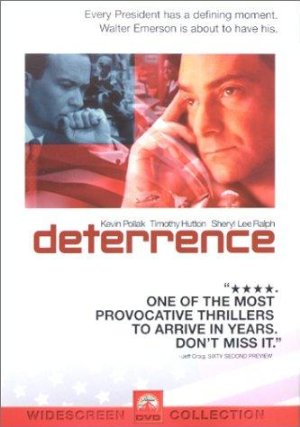 Every President has a defining moment.
Walter Emerson is about to have his.
Kevin Pollak Timothy Hutton Sheryl Lee Ralph
deterrence
"★★★★.
ONE OF THE MOST
PROVOCATIVE THRILLERS
TO ARRIVE IN YEARS.
DON'T MISS IT."
-Jeff Craig, SIXTY SECOND PREVIEW
WIDESCREEN DVD COLLECTION